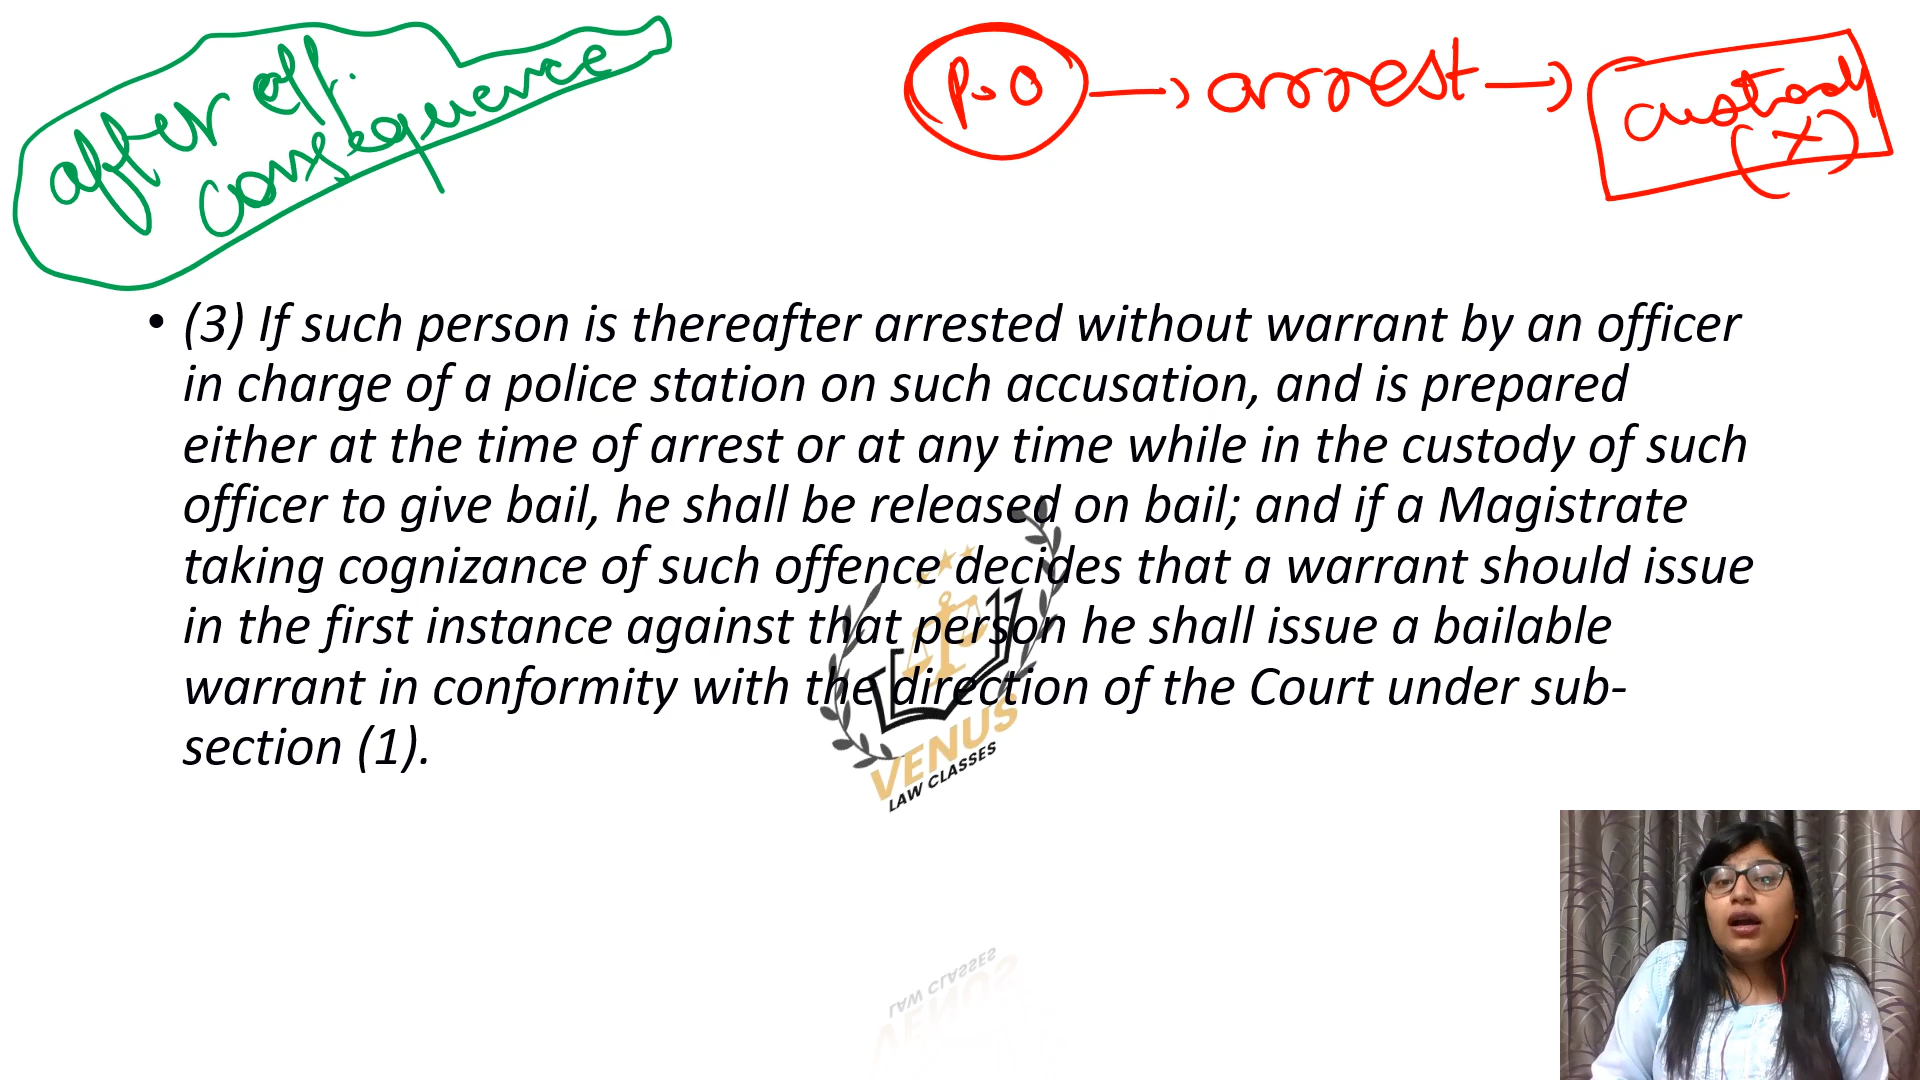 after eff.
consequence
P.O → arrest → custody
(x)
• (3) If such person is thereafter arrested without warrant by an officer
in charge of a police station on such accusation, and is prepared
either at the time of arrest or at any time while in the custody of such
officer to give bail, he shall be released on bail; and if a Magistrate
taking cognizance of such offence decides that a warrant should issue
in the first instance against that person he shall issue a bailable
warrant in conformity with the direction of the Court under sub-
section (1).
VENUS
LAW CLASSES
LAW CLASSES
VENUS